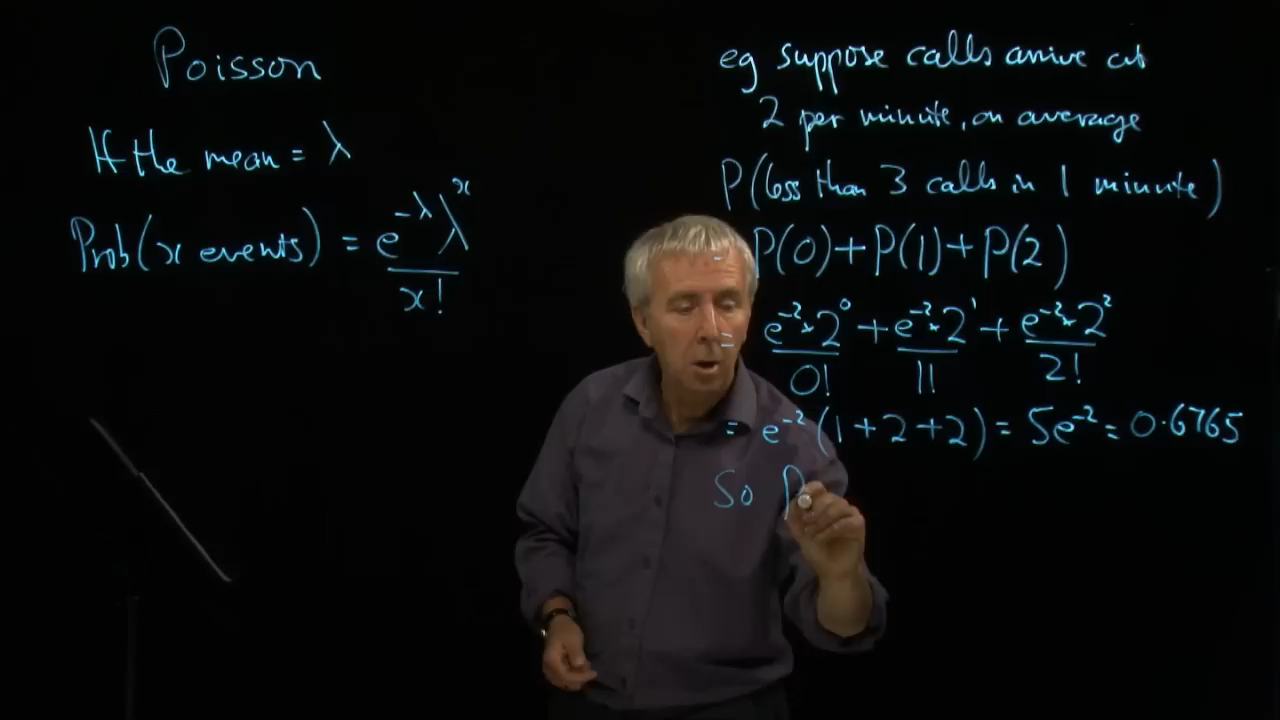 Poisson
If the mean = λ
Prob(x events) = e^-λ λ^x / x!
eg suppose calls arrive at
2 per minute, on average
P(less than 3 calls in 1 minute)
= P(0)+P(1)+P(2)
= e^-2 × 2^0 / 0! + e^-2 × 2^1 / 1! + e^-2 × 2^2 / 2!
= e^-2 (1+2+2) = 5e^-2 = 0.6765
So P